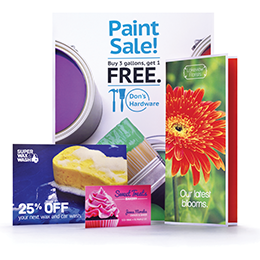 Paint
Sale!
Buy 3 gallons, get 1
FREE.
Don's
Hardware
SUPER
WAX
WASH
25% OFF
your next wax and car wash.
Sweet Treats
Our latest
blooms.